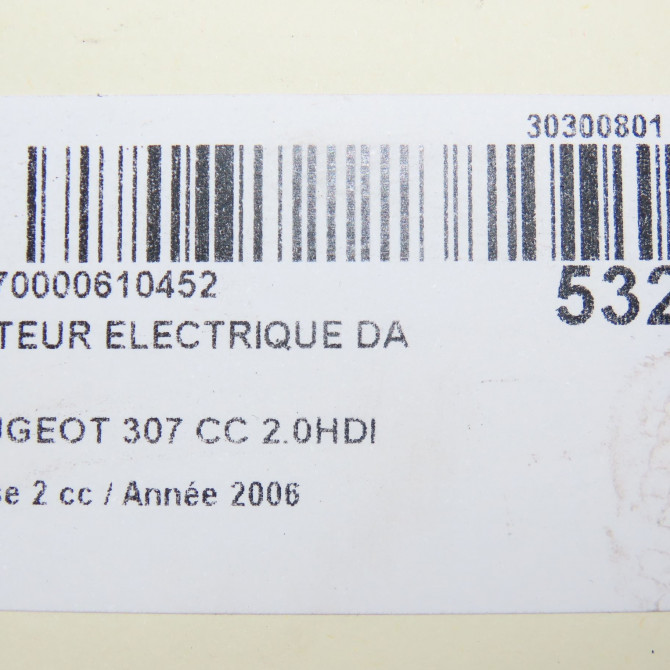 30300801
70000610452
532
TEUR ELECTRIQUE DA
UGEOT 307 CC 2.0HDI
se 2 cc / Année 2006